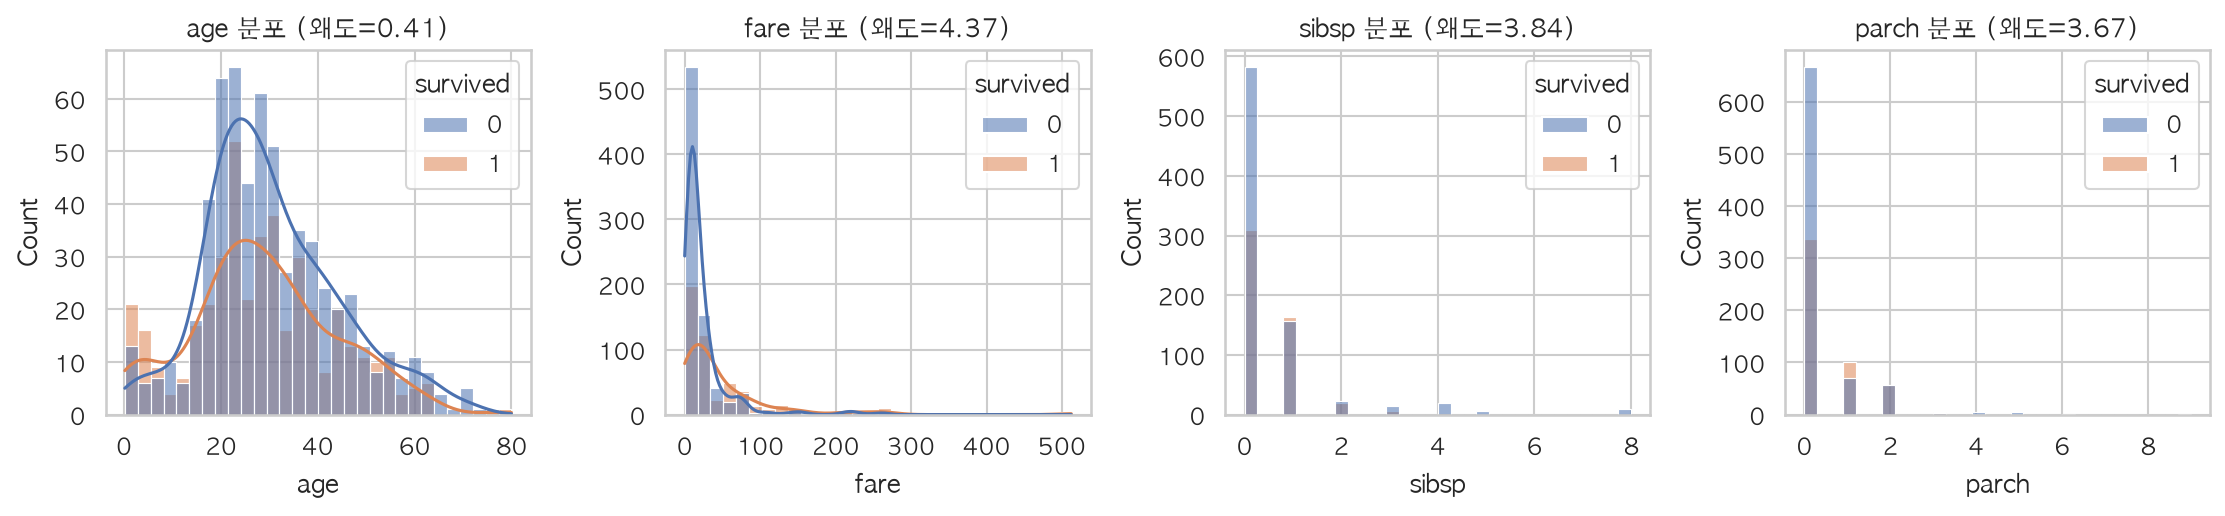 age 분포 (왜도=0.41)
survived
0
1
Count
60
50
40
30
20
10
0
0 20 40 60 80
age
fare 분포 (왜도=4.37)
survived
0
1
Count
500
400
300
200
100
0
0 100 200 300 400 500
fare
sibsp 분포 (왜도=3.84)
survived
0
1
Count
600
500
400
300
200
100
0
0 2 4 6 8
sibsp
parch 분포 (왜도=3.67)
survived
0
1
Count
600
500
400
300
200
100
0
0 2 4 6 8
parch